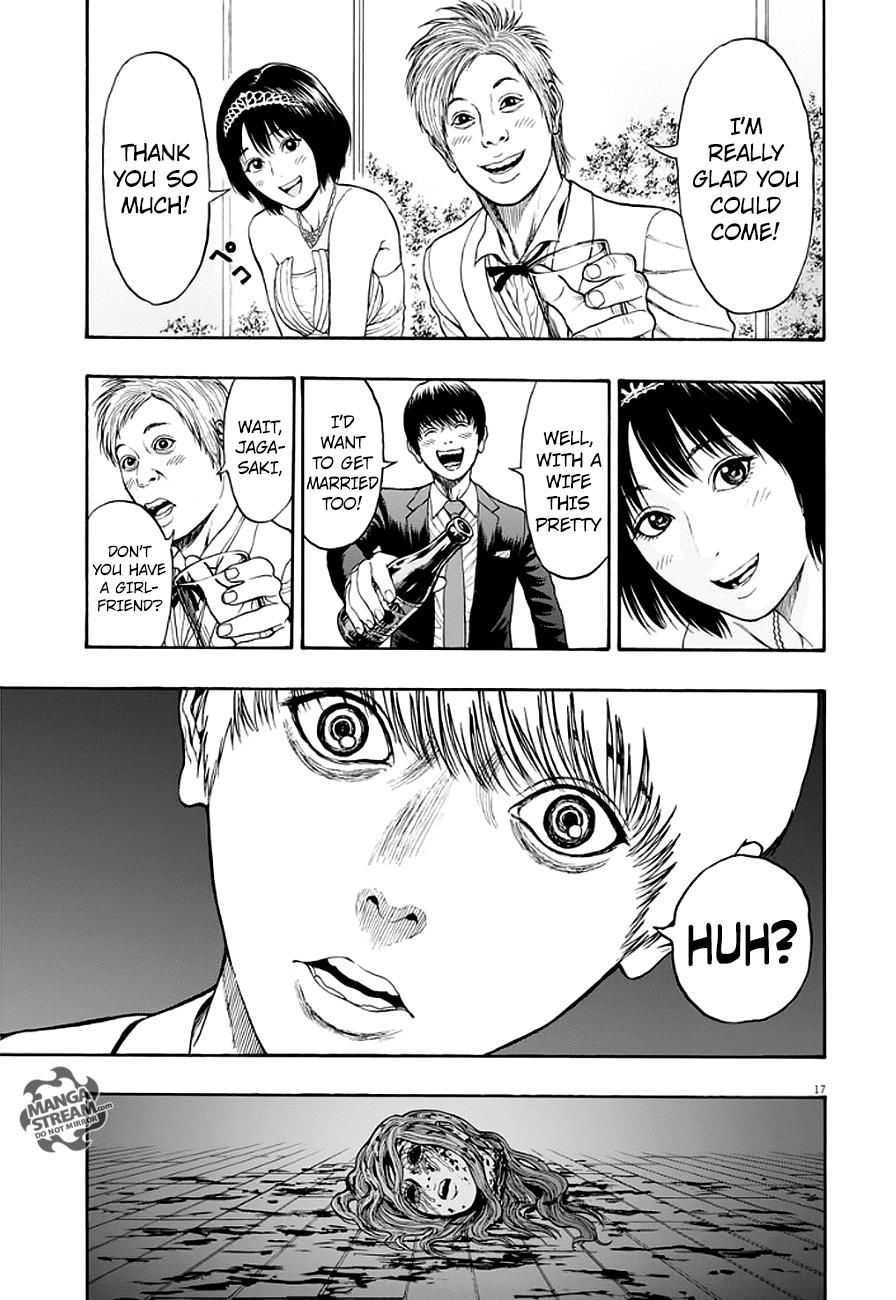 I'M
REALLY
GLAD YOU
COULD
COME!
THANK
YOU SO
MUCH!
ペコ
WELL,
WITH A
WIFE THIS
PRETTY
I'D
WANT
TO GET
MARRIED
TOO!
WAIT,
JAGA-
SAKI,
DON'T
YOU HAVE
A GIRL-
FRIEND?
HUH?
17
MANGA
STREAM.com
DO NOT MIRROR